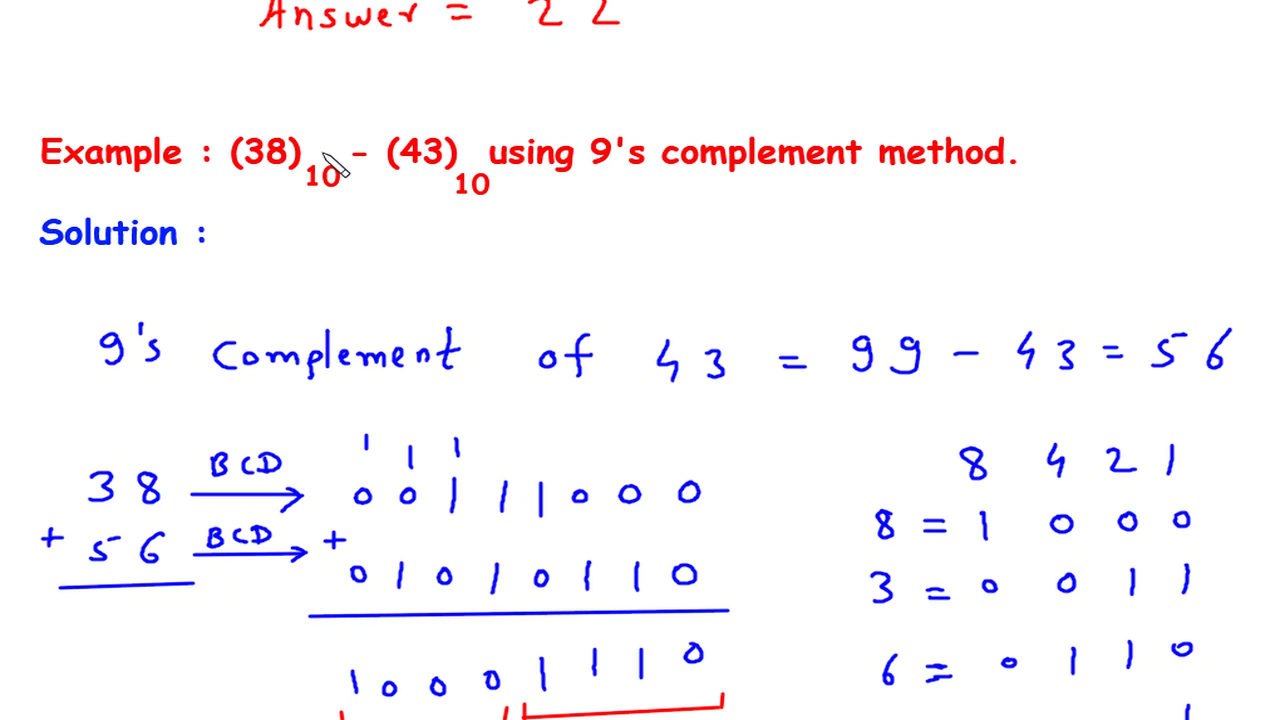 Answer = 22
Example : (38)10 - (43)10 using 9's complement method.
Solution :
9's complement of 43 = 99 - 43 = 56
1 1 1
38 BCD 0 0 1 1 1 0 0 0
+ 56 BCD + 0 1 0 1 0 1 1 0
1 0 0 0 1 1 1 0
8 4 2 1
8 = 1 0 0 0
3 = 0 0 1 1
6 = 0 1 1 0